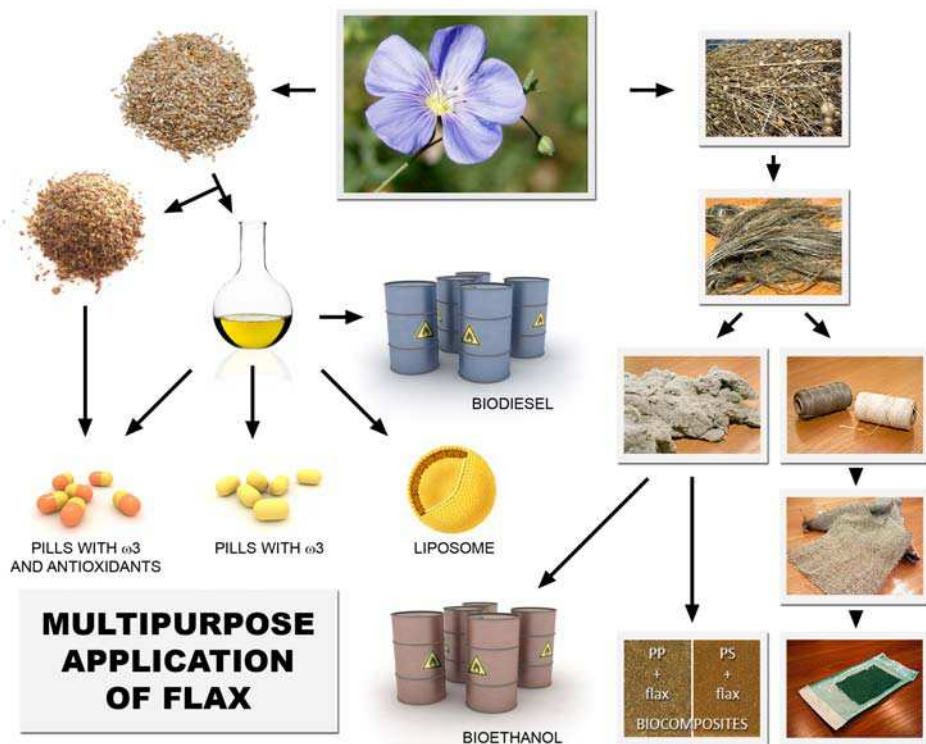 BIODIESEL
PILLS WITH ω3
AND ANTIOXIDANTS
PILLS WITH ω3
LIPOSOME
MULTIPURPOSE
APPLICATION
OF FLAX
BIOETHANOL
PP
+
flax
PS
+
flax
BIOCOMPOSITES